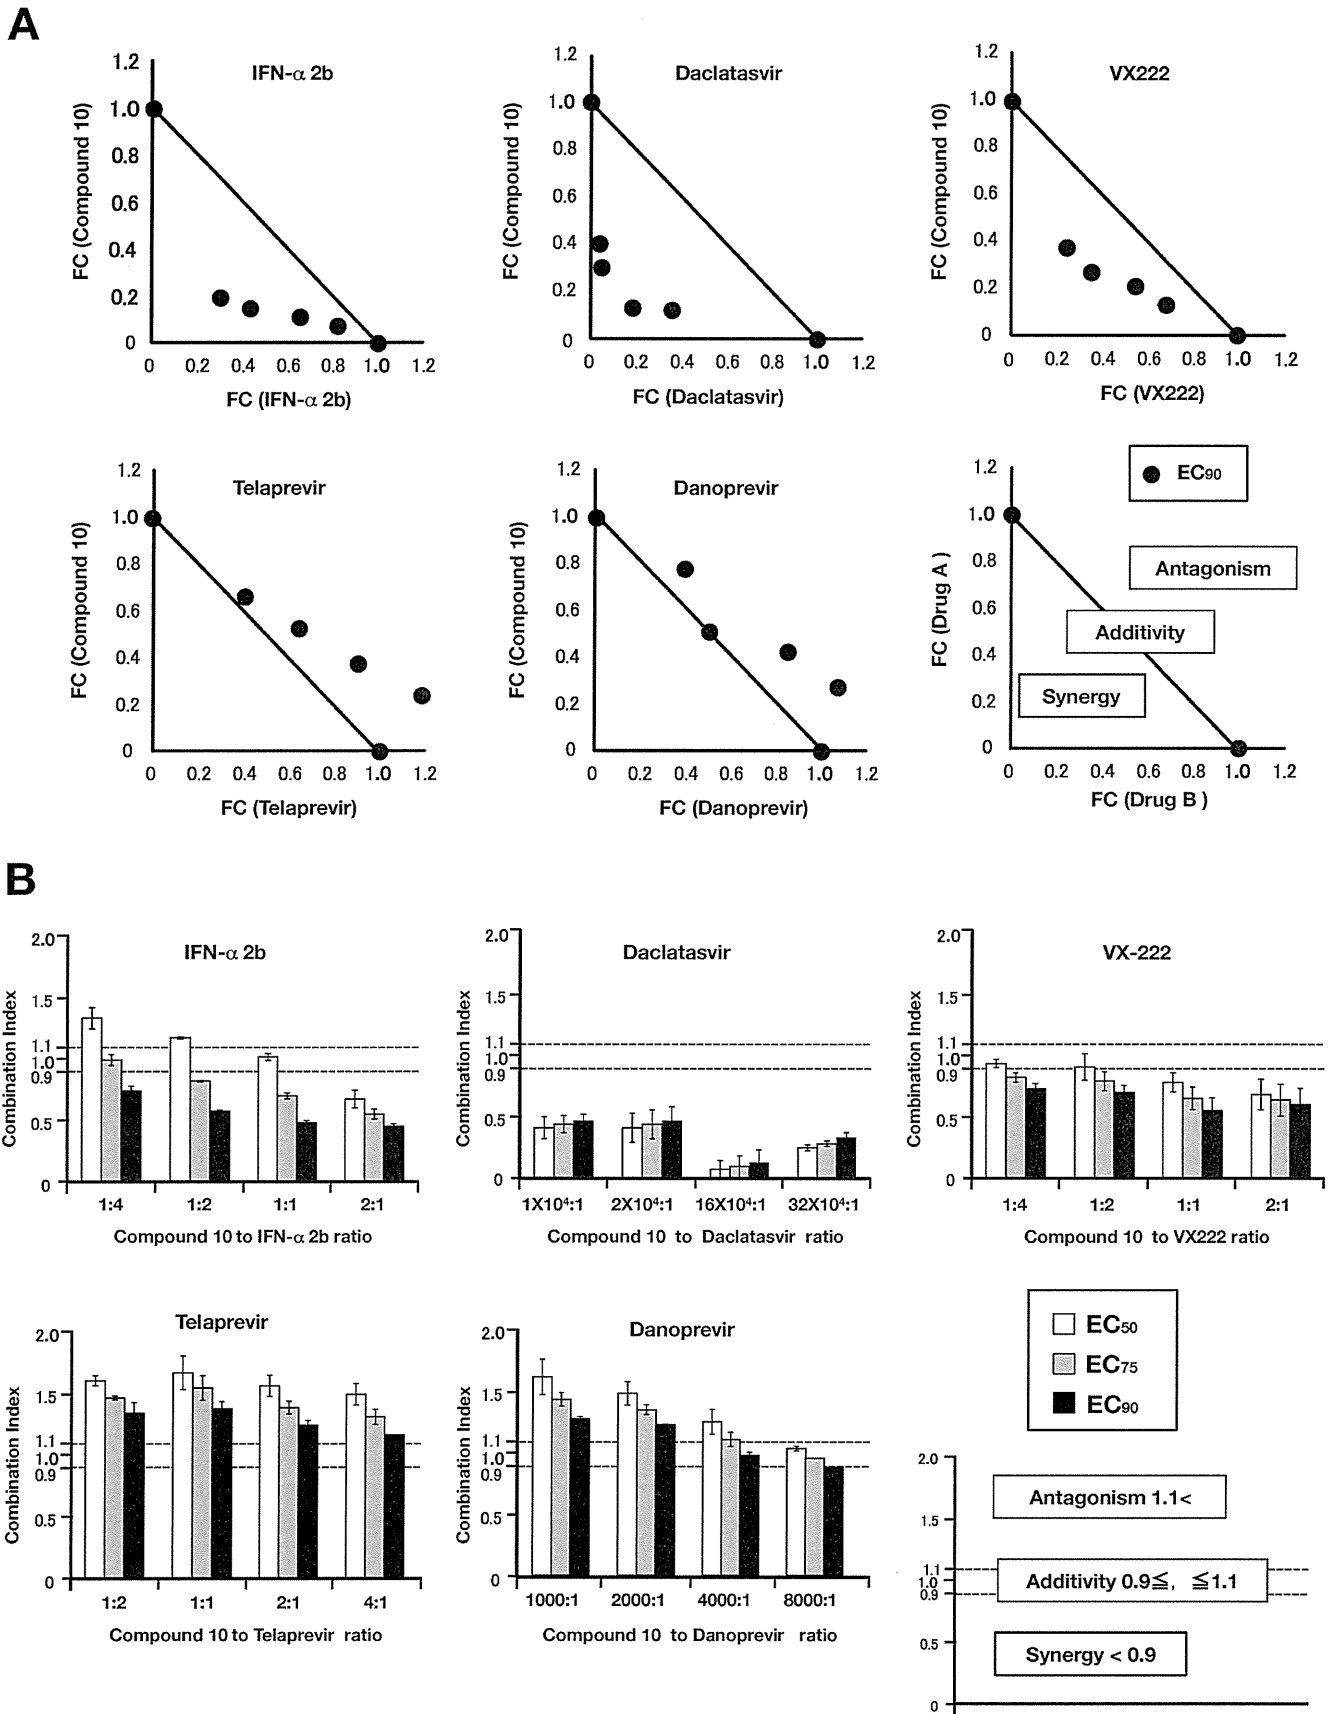 A
IFN-α 2b
1.2
1.0
0.8
0.6
0.4
0.2
0
0 0.2 0.4 0.6 0.8 1.0 1.2
FC (Compound 10)
FC (IFN-α 2b)
Daclatasvir
1.2
1.0
0.8
0.6
0.4
0.2
0
0 0.2 0.4 0.6 0.8 1.0 1.2
FC (Compound 10)
FC (Daclatasvir)
VX222
1.2
1.0
0.8
0.6
0.4
0.2
0
0 0.2 0.4 0.6 0.8 1.0 1.2
FC (Compound 10)
FC (VX222)
Telaprevir
1.2
1.0
0.8
0.6
0.4
0.2
0
0 0.2 0.4 0.6 0.8 1.0 1.2
FC (Compound 10)
FC (Telaprevir)
Danoprevir
1.2
1.0
0.8
0.6
0.4
0.2
0
0 0.2 0.4 0.6 0.8 1.0 1.2
FC (Compound 10)
FC (Danoprevir)
EC90
Antagonism
Additivity
Synergy
1.2
1.0
0.8
0.6
0.4
0.2
0
0 0.2 0.4 0.6 0.8 1.0 1.2
FC (Drug A )
FC (Drug B )
B
IFN-α 2b
2.0
1.5
1.1
1.0
0.9
0.5
0
Combination Index
1:4 1:2 1:1 2:1
Compound 10 to IFN-α 2b ratio
Daclatasvir
2.0
1.5
1.1
1.0
0.9
0.5
0
Combination Index
1X10⁴:1 2X10⁴:1 16X10⁴:1 32X10⁴:1
Compound 10 to Daclatasvir ratio
VX-222
2.0
1.5
1.1
1.0
0.9
0.5
0
Combination Index
1:4 1:2 1:1 2:1
Compound 10 to VX222 ratio
Telaprevir
2.0
1.5
1.1
1.0
0.9
0.5
0
Combination Index
1:2 1:1 2:1 4:1
Compound 10 to Telaprevir ratio
Danoprevir
2.0
1.5
1.1
1.0
0.9
0.5
0
Combination Index
1000:1 2000:1 4000:1 8000:1
Compound 10 to Danoprevir ratio
EC50
EC75
EC90
2.0
1.5
1.1
1.0
0.9
0.5
0
Antagonism 1.1<
Additivity 0.9≦, ≦1.1
Synergy < 0.9